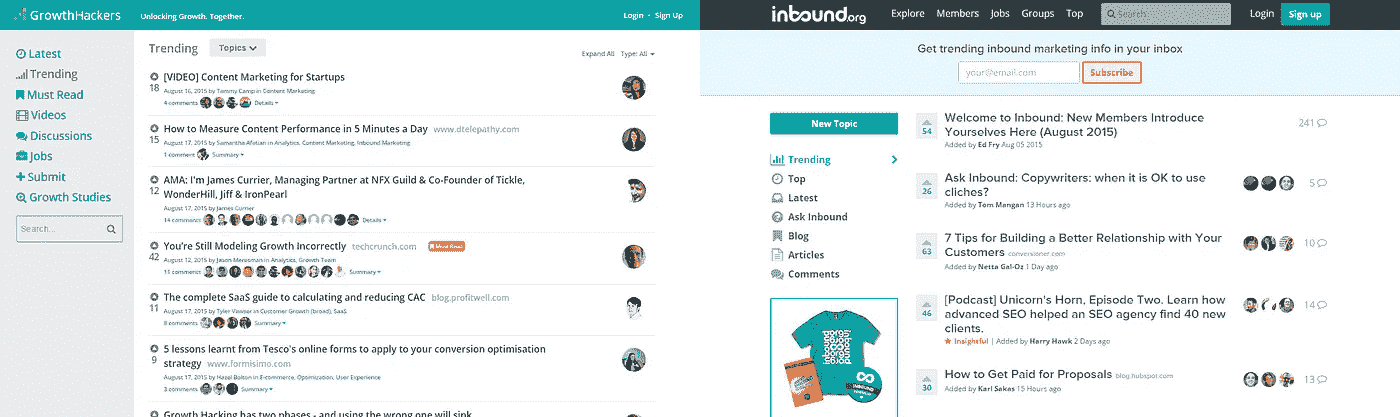 GrowthHackers
Unlocking Growth. Together.
Login · Sign Up
Latest
Trending
Must Read
Videos
Discussions
Jobs
Submit
Growth Studies
Search...
Trending
Topics
Expand All Type: All
[VIDEO] Content Marketing for Startups
18
August 17, 2015 by Tammy Camp in Content Marketing
4 comments Details
How to Measure Content Performance in 5 Minutes a Day www.dtelepathy.com
15
August 17, 2015 by Samantha Afetian in Analytics, Content Marketing, Inbound Marketing
1 comment Summary
AMA: I'm James Currier, Managing Partner at NFX Guild & Co-Founder of Tickle,
12
WonderHill, Jiff & IronPearl
August 17, 2015 by James Currier
14 comments Details
You're Still Modeling Growth Incorrectly techcrunch.com Must Read
42
August 12, 2015 by Jason Meresman in Analytics, Growth Team
11 comments Summary
The complete SaaS guide to calculating and reducing CAC blog.profitwell.com
11
August 17, 2015 by Tyler Vawser in Customer Growth (broad), SaaS
8 comments Summary
5 lessons learnt from Tesco's online forms to apply to your conversion optimisation
9
strategy www.formisimo.com
August 17, 2015 by Hazel Bolton in E-commerce, Optimization, User Experience
3 comments Summary
Growth Hacking has two phases - and using the wrong one will sink
inbound.org
Explore Members Jobs Groups Top
Search
Login Sign up
Get trending inbound marketing info in your inbox
your@email.com Subscribe
New Topic
Trending
Top
Latest
Ask Inbound
Blog
Articles
Comments
54
Welcome to Inbound: New Members Introduce
Yourselves Here (August 2015)
Added by Ed Fry Aug 05 2015
241
26
Ask Inbound: Copywriters: when it is OK to use
cliches?
Added by Tom Mangan 13 Hours ago
5
63
7 Tips for Building a Better Relationship with Your
Customers conversioner.com
Added by Netta Gal-Oz 1 Day ago
10
46
[Podcast] Unicorn's Horn, Episode Two. Learn how
advanced SEO helped an SEO agency find 40 new
clients.
Insightful | Added by Harry Hawk 2 Days ago
14
30
How to Get Paid for Proposals blog.hubspot.com
Added by Karl Sakas 15 Hours ago
13